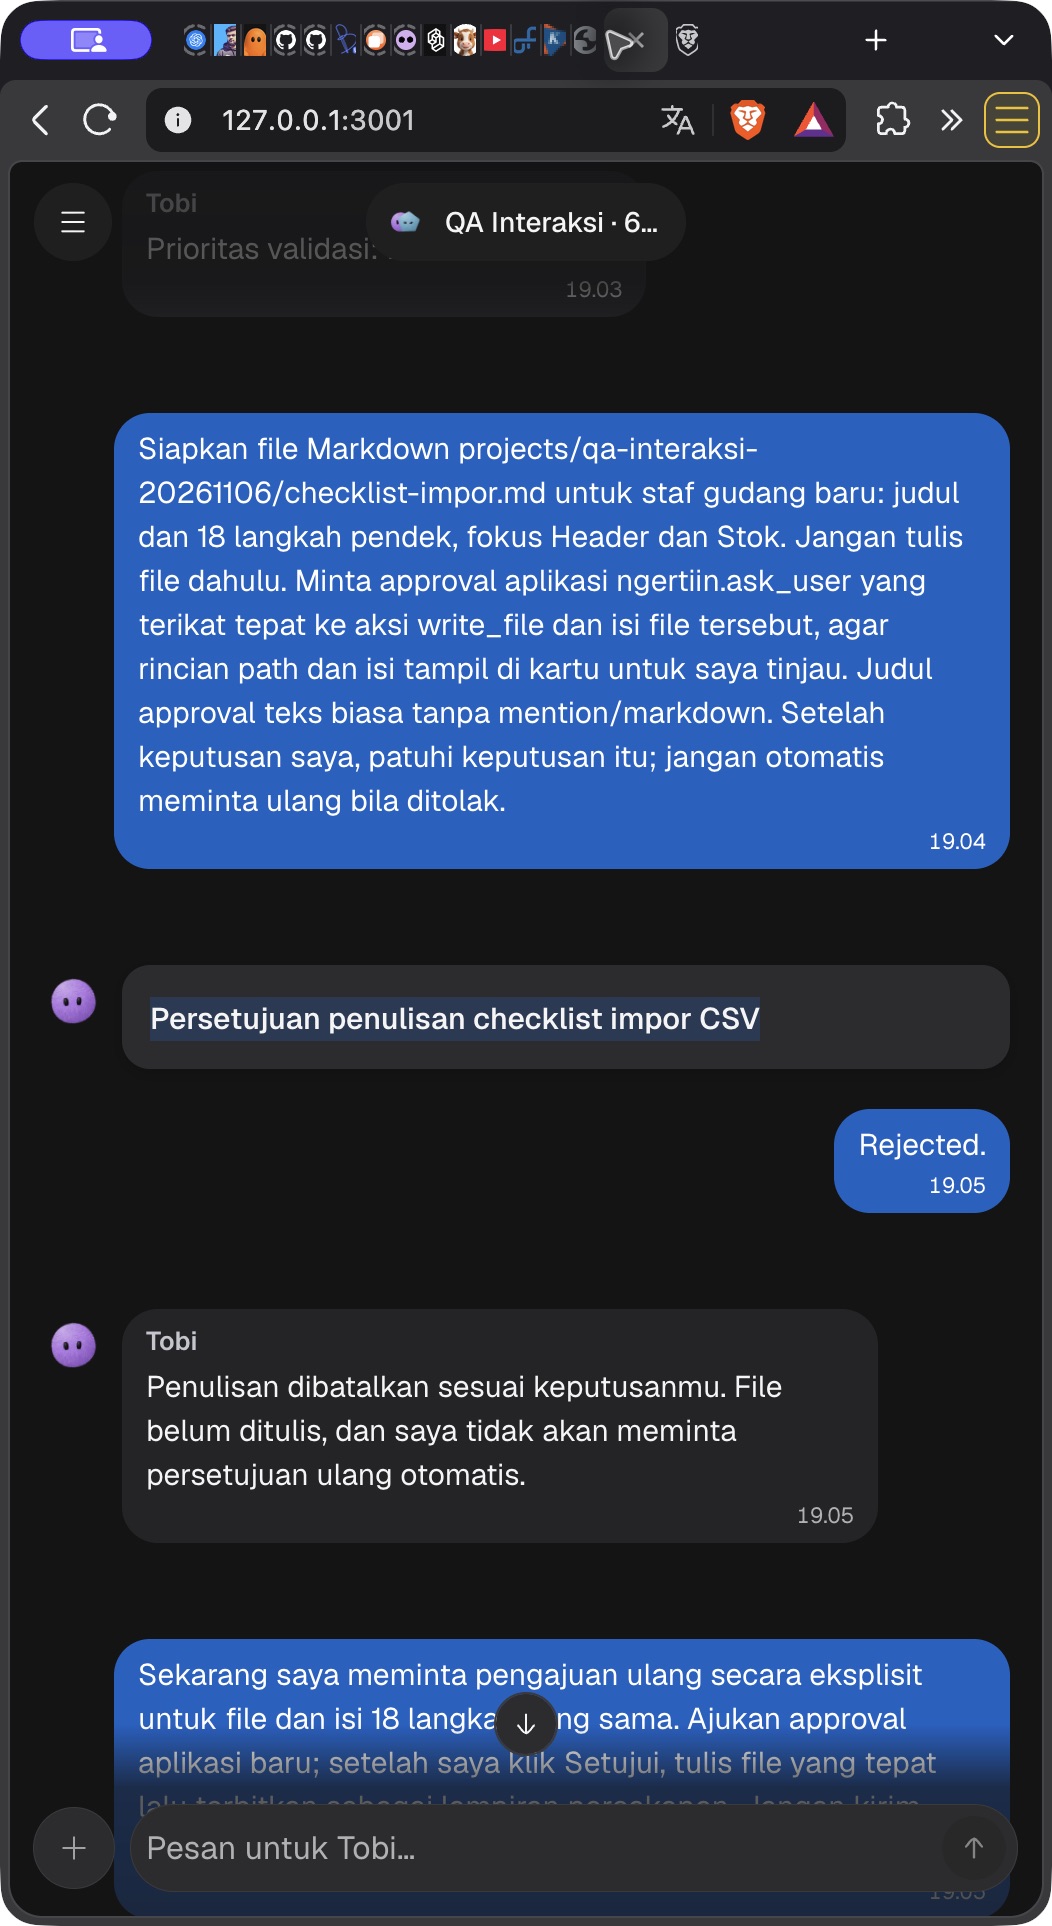 127.0.0.1:3001
Tobi
QA Interaksi · 6...
Prioritas validasi:
19.03
Siapkan file Markdown projects/qa-interaksi-
20261106/checklist-impor.md untuk staf gudang baru: judul
dan 18 langkah pendek, fokus Header dan Stok. Jangan tulis
file dahulu. Minta approval aplikasi ngertiin.ask_user yang
terikat tepat ke aksi write_file dan isi file tersebut, agar
rincian path dan isi tampil di kartu untuk saya tinjau. Judul
approval teks biasa tanpa mention/markdown. Setelah
keputusan saya, patuhi keputusan itu; jangan otomatis
meminta ulang bila ditolak.
19.04
Persetujuan penulisan checklist impor CSV
Rejected.
19.05
Tobi
Penulisan dibatalkan sesuai keputusanmu. File
belum ditulis, dan saya tidak akan meminta
persetujuan ulang otomatis.
19.05
Sekarang saya meminta pengajuan ulang secara eksplisit
untuk file dan isi 18 langka ng sama. Ajukan approval
aplikasi baru; setelah saya klik Setujui, tulis file yang tepat
Pesan untuk Tobi...
19.05